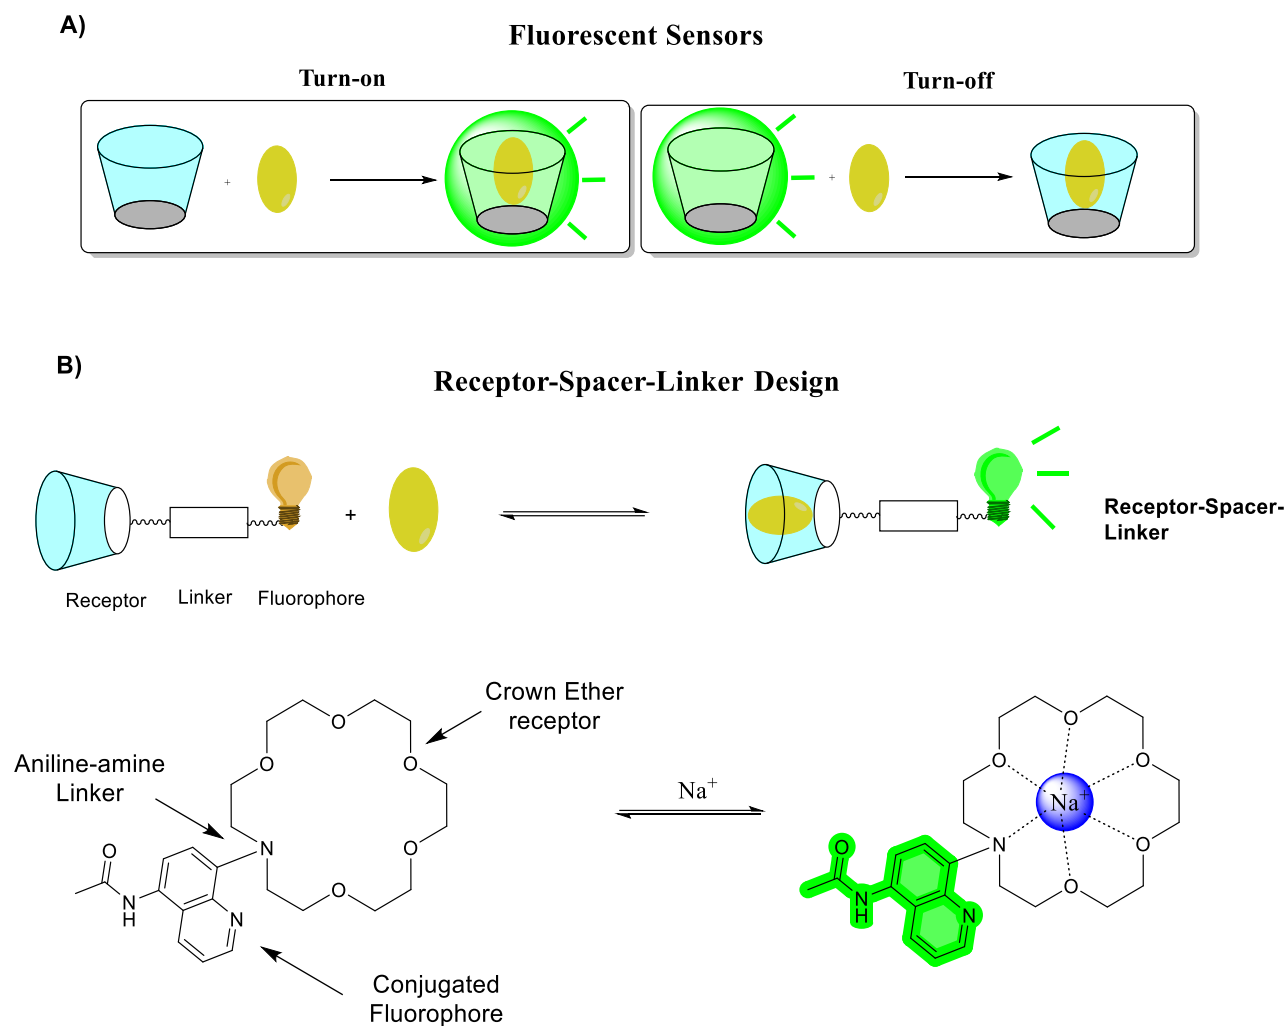 A)
Fluorescent Sensors
Turn-on
Turn-off
+
+
B)
Receptor-Spacer-Linker Design
+
Receptor
Linker
Fluorophore
Receptor-Spacer-
Linker
Crown Ether
receptor
Aniline-amine
Linker
Conjugated
Fluorophore
O
O
O
N
O
O
O
N
H
N
Na⁺
O
O
O
Na⁺
N
O
O
O
N
H
N